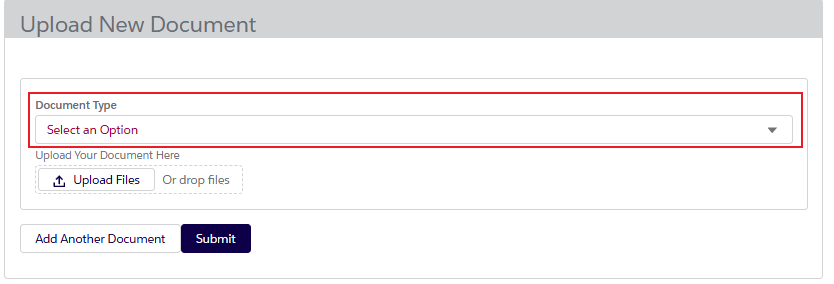 Upload New Document
Document Type
Select an Option
Upload Your Document Here
Upload Files Or drop files
Add Another Document Submit